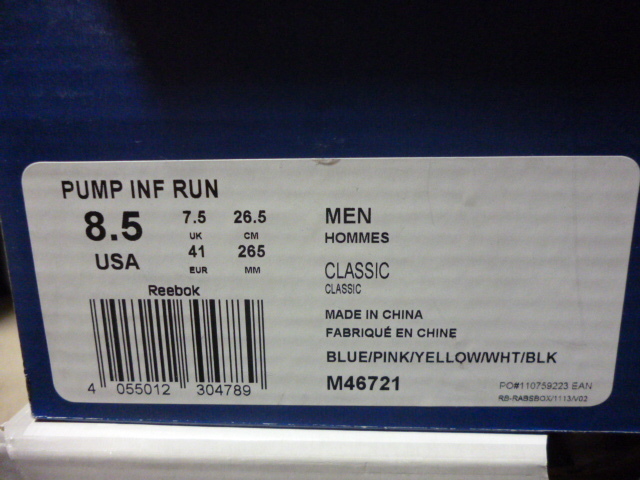 PUMP INF RUN
8.5 7.5 26.5
UK CM
USA 41 265
EUR MM
Reebok
4 055012 304789
MEN
HOMMES
CLASSIC
CLASSIC
MADE IN CHINA
FABRIQUÉ EN CHINE
BLUE/PINK/YELLOW/WHT/BLK
M46721
PO#110759223 EAN
RB-RABSBOX/1113/V02